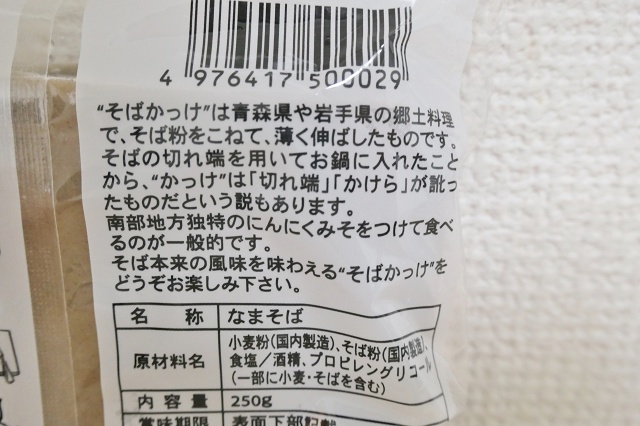 4 976417 500029
“そばかっけ”は青森県や岩手県の郷土料理
で、そば粉をこねて、薄く伸ばしたものです。
そばの切れ端を用いてお鍋に入れたこと
から、“かっけ”は「切れ端」「かけら」が訛っ
たものだという説もあります。
南部地方独特のにんにくみそをつけて食べ
るのが一般的です。
そば本来の風味を味わえる“そばかっけ”を
どうぞお楽しみ下さい。
名 称 なまそば
原材料名 小麦粉(国内製造)、そば粉(国内製造)、
食塩／酒精、プロピレングリコール
(一部に小麦・そばを含む)
内 容 量 250g
賞味期限 表面下部記載